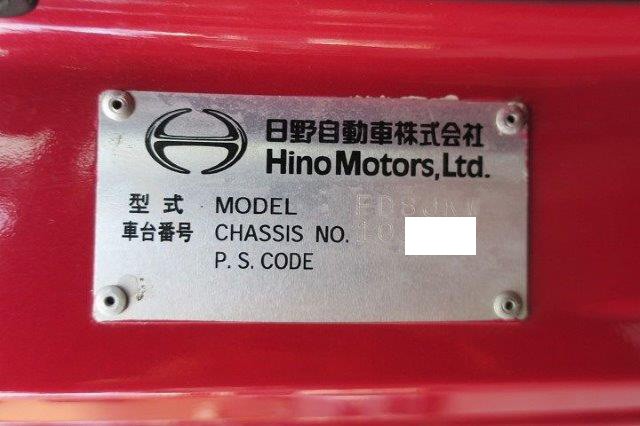 日野自動車株式会社
Hino Motors, Ltd.
型式 MODEL
車台番号 CHASSIS NO. 10
P. S. CODE